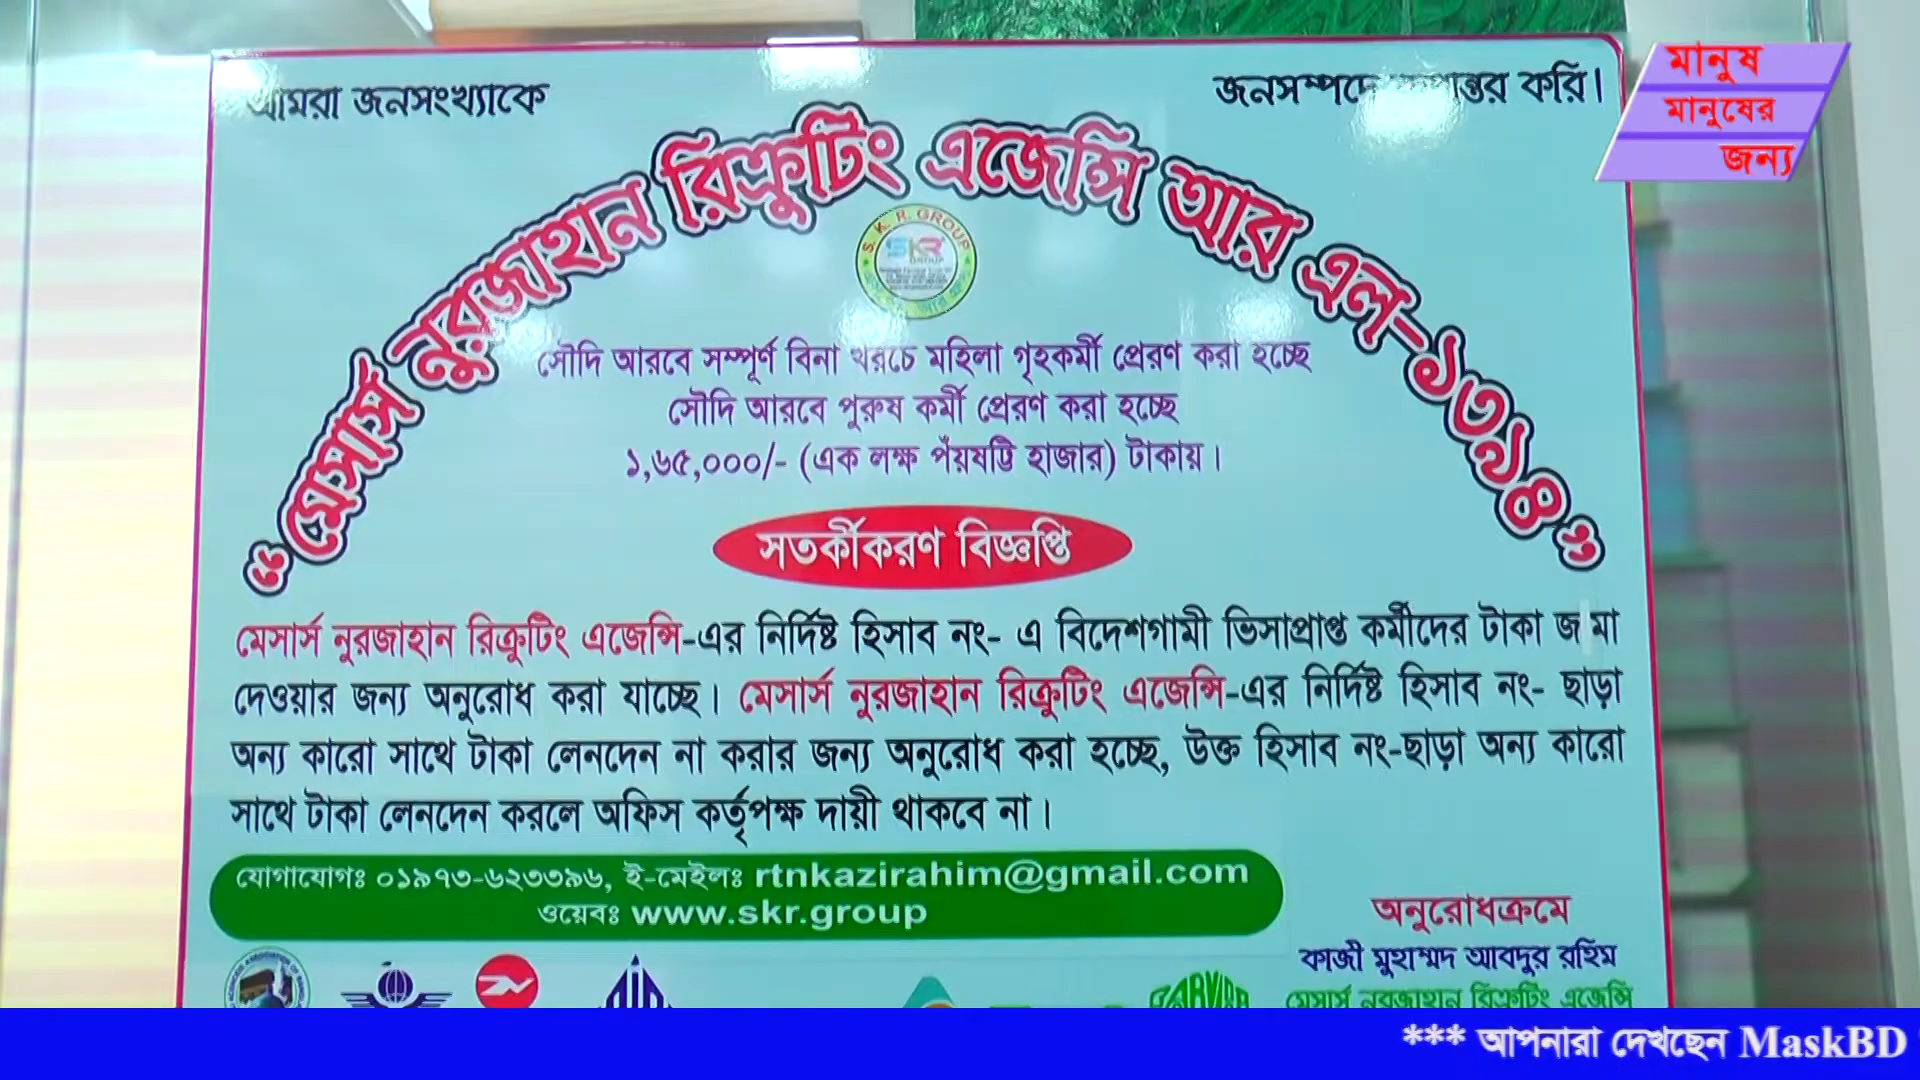 আমরা জনসংখ্যাকে
জনসম্পদে রূপান্তর করি।
মানুষ
মানুষের
জন্য
“মেসার্স নুরজাহান রিক্রুটিং এজেন্সি আর এল-১৩৯৪”
S. K. R. GROUP
SKR
GROUP
সৌদি আরবে সম্পূর্ণ বিনা খরচে মহিলা গৃহকর্মী প্রেরণ করা হচ্ছে
সৌদি আরবে পুরুষ কর্মী প্রেরণ করা হচ্ছে
১,৬৫,০০০/- (এক লক্ষ পঁয়ষট্টি হাজার) টাকায়।
সতর্কীকরণ বিজ্ঞপ্তি
মেসার্স নুরজাহান রিক্রুটিং এজেন্সি-এর নির্দিষ্ট হিসাব নং- এ বিদেশগামী ভিসাপ্রাপ্ত কর্মীদের টাকা জমা
দেওয়ার জন্য অনুরোধ করা যাচ্ছে। মেসার্স নুরজাহান রিক্রুটিং এজেন্সি-এর নির্দিষ্ট হিসাব নং- ছাড়া
অন্য কারো সাথে টাকা লেনদেন না করার জন্য অনুরোধ করা হচ্ছে, উক্ত হিসাব নং-ছাড়া অন্য কারো
সাথে টাকা লেনদেন করলে অফিস কর্তৃপক্ষ দায়ী থাকবে না।
যোগাযোগঃ ০১৯৭৩-৬২৩৩৯৬, ই-মেইলঃ rtnkazirahim@gmail.com
ওয়েবঃ www.skr.group
অনুরোধক্রমে
কাজী মুহাম্মদ আবদুর রহিম
মেসার্স নুরজাহান রিক্রুটিং এজেন্সি
*** আপনারা দেখছেন MaskBD